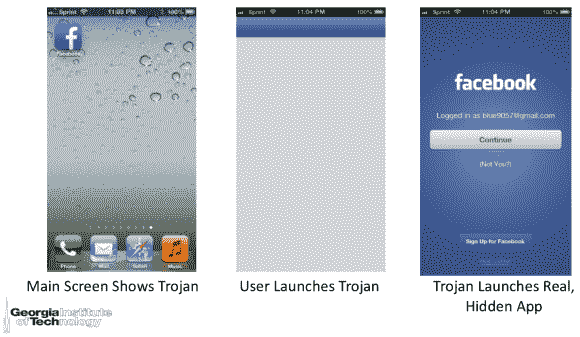 Sprint 11:03 PM 100%
Facebook
Phone Mail Safari Music
Main Screen Shows Trojan
Sprint 11:04 PM 100%
User Launches Trojan
Sprint 11:04 PM 100%
facebook
Logged in as blue9057@gmail.com
Continue
(Not You?)
Sign Up for Facebook
Trojan Launches Real,
Hidden App
Georgia Institute
of Technology